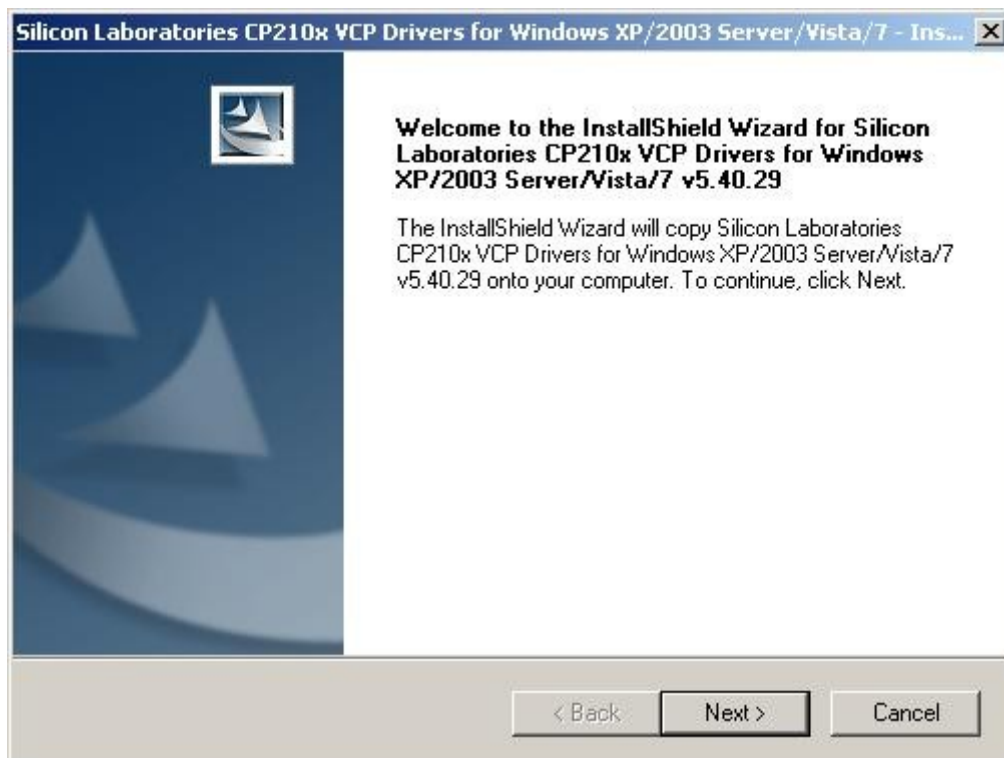 Silicon Laboratories CP210x VCP Drivers for Windows XP/2003 Server/Vista/7 - Ins...
Welcome to the InstallShield Wizard for Silicon
Laboratories CP210x VCP Drivers for Windows
XP/2003 Server/Vista/7 v5.40.29
The InstallShield Wizard will copy Silicon Laboratories
CP210x VCP Drivers for Windows XP/2003 Server/Vista/7
v5.40.29 onto your computer. To continue, click Next.
< Back Next > Cancel